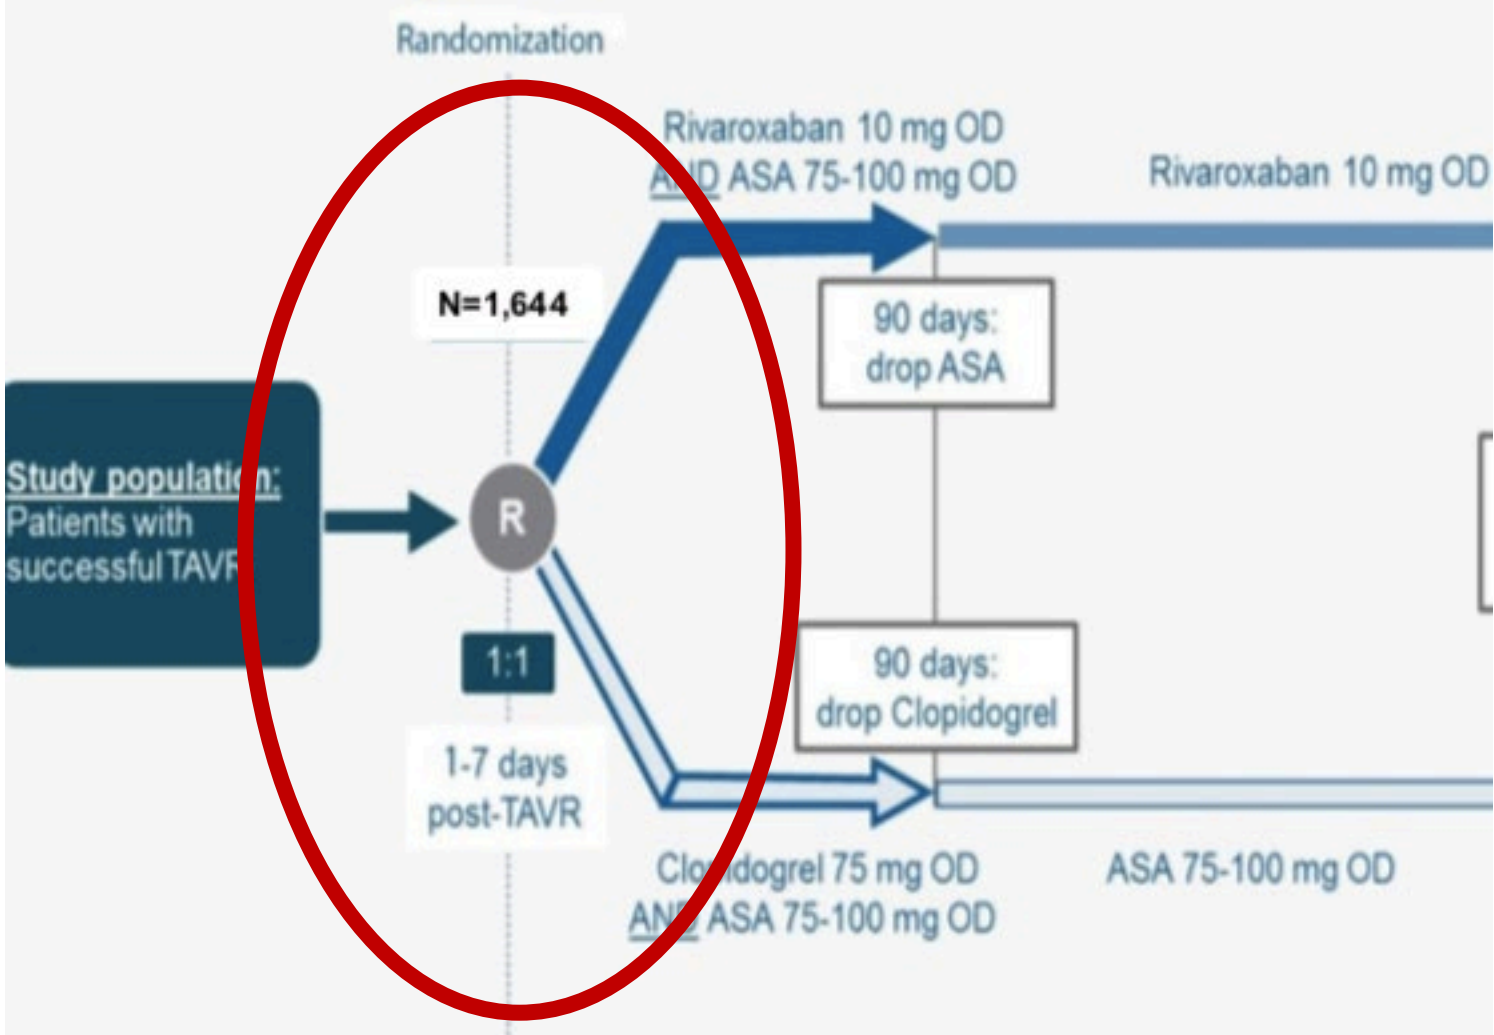 Randomization
Rivaroxaban 10 mg OD
AND ASA 75-100 mg OD
Rivaroxaban 10 mg OD
N=1,644
90 days:
drop ASA
Study population:
Patients with
successful TAVR
R
1:1
90 days:
drop Clopidogrel
1-7 days
post-TAVR
Clopidogrel 75 mg OD
AND ASA 75-100 mg OD
ASA 75-100 mg OD